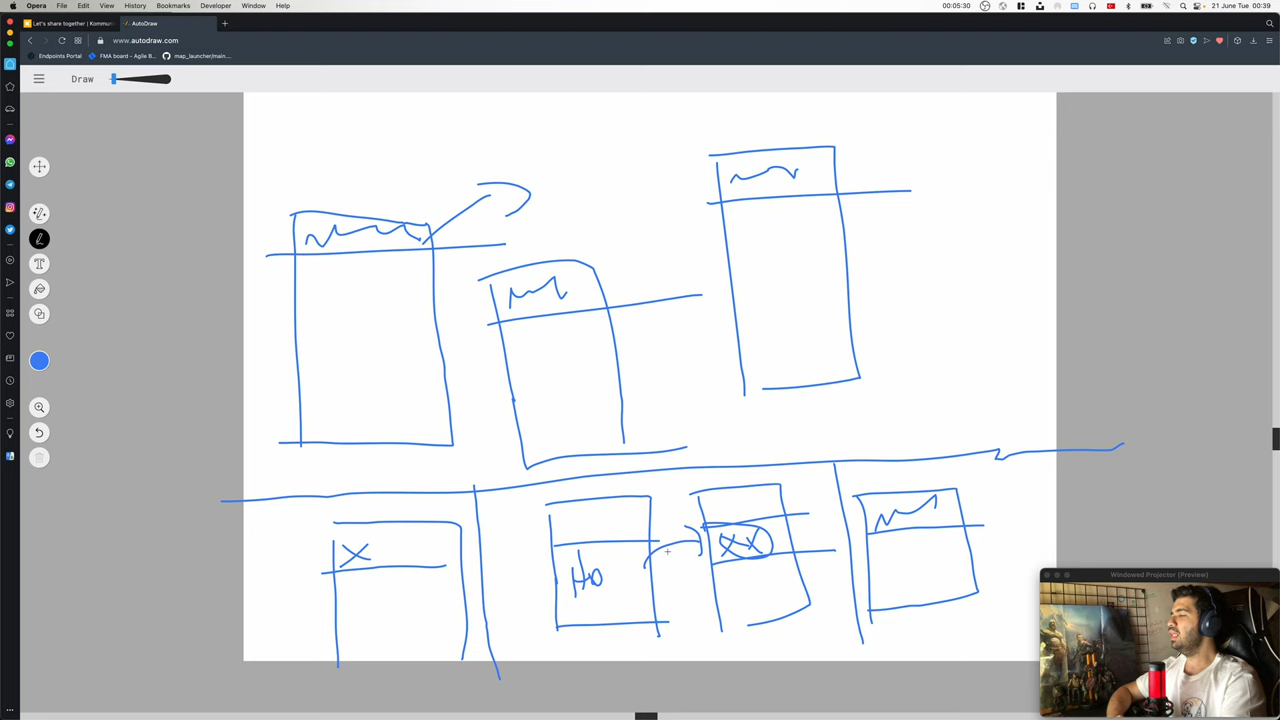 Opera File Edit View History Bookmarks Developer Window Help 00:05:30 21 June Tue 00:39
Let's share together | Kommun AutoDraw
www.autodraw.com
Endpoints Portal FMA board - Agile B... map_launcher/main....
Draw
X
Ho
XX
Windowed Projector (Preview)